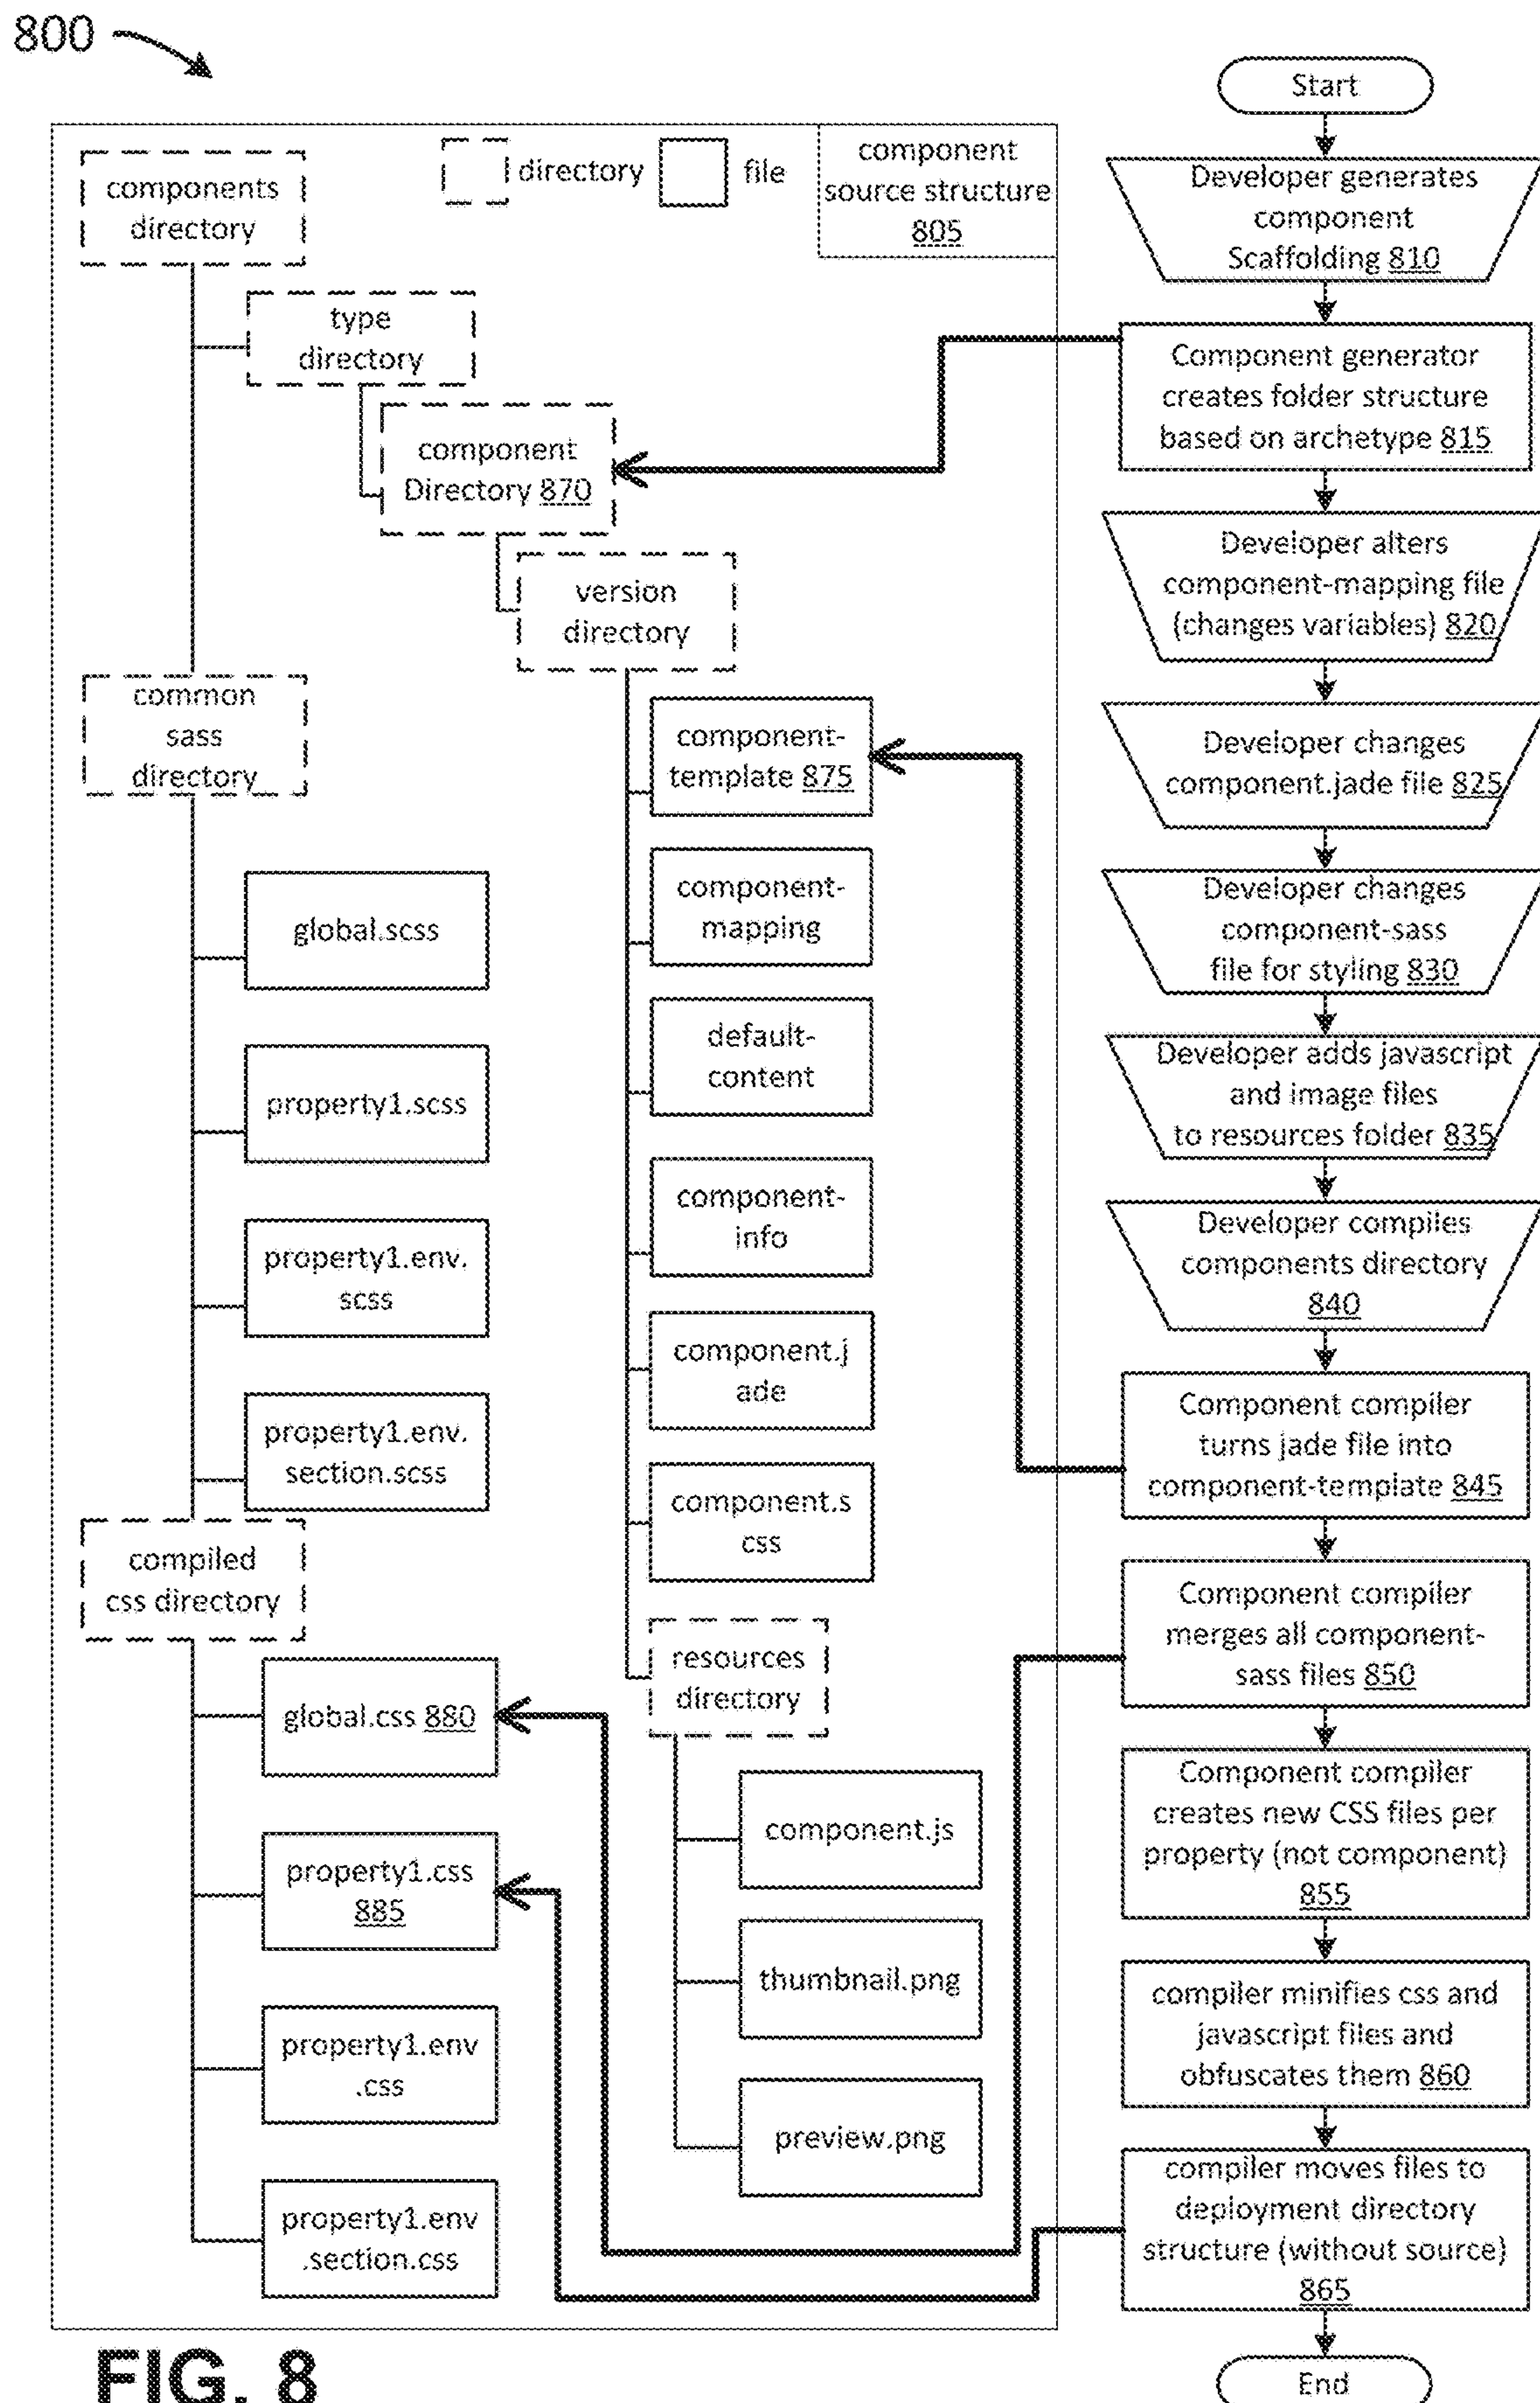 800
components
directory
directory
file
component
source structure
805
type
directory
component
Directory 870
version
directory
common
sass
directory
component-
template 875
component-
mapping
default-
content
component-
info
component.j
ade
component.s
css
resources
directory
component.js
thumbnail.png
preview.png
global.scss
property1.scss
property1.env.
scss
property1.env.
section.scss
compiled
css directory
global.css 880
property1.css
885
property1.env
.css
property1.env
.section.css
Start
Developer generates
component
Scaffolding 810
Component generator
creates folder structure
based on archetype 815
Developer alters
component-mapping file
(changes variables) 820
Developer changes
component.jade file 825
Developer changes
component-sass
file for styling 830
Developer adds javascript
and image files
to resources folder 835
Developer compiles
components directory
840
Component compiler
turns jade file into
component-template 845
Component compiler
merges all component-
sass files 850
Component compiler
creates new CSS files per
property (not component)
855
compiler minifies css and
javascript files and
obfuscates them 860
compiler moves files to
deployment directory
structure (without source)
865
End
FIG. 8